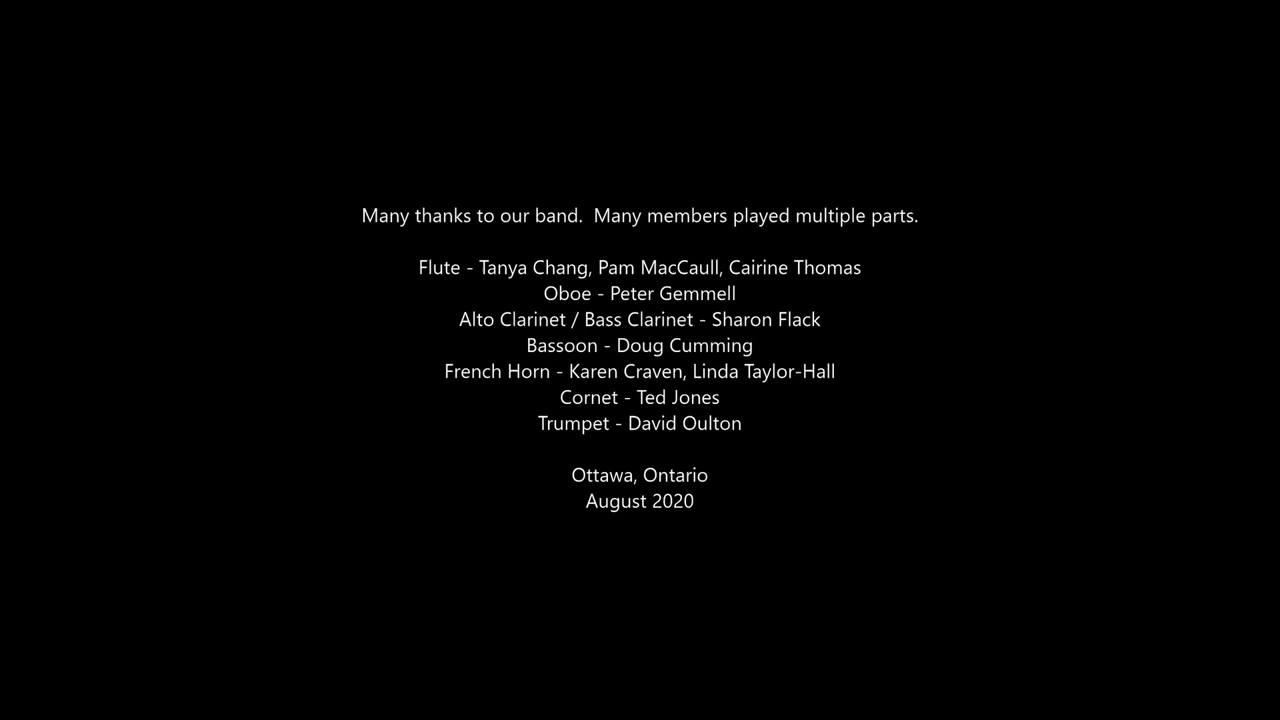 Many thanks to our band.  Many members played multiple parts.
Flute - Tanya Chang, Pam MacCaull, Cairine Thomas
Oboe - Peter Gemmell
Alto Clarinet / Bass Clarinet - Sharon Flack
Bassoon - Doug Cumming
French Horn - Karen Craven, Linda Taylor-Hall
Cornet - Ted Jones
Trumpet - David Oulton
Ottawa, Ontario
August 2020